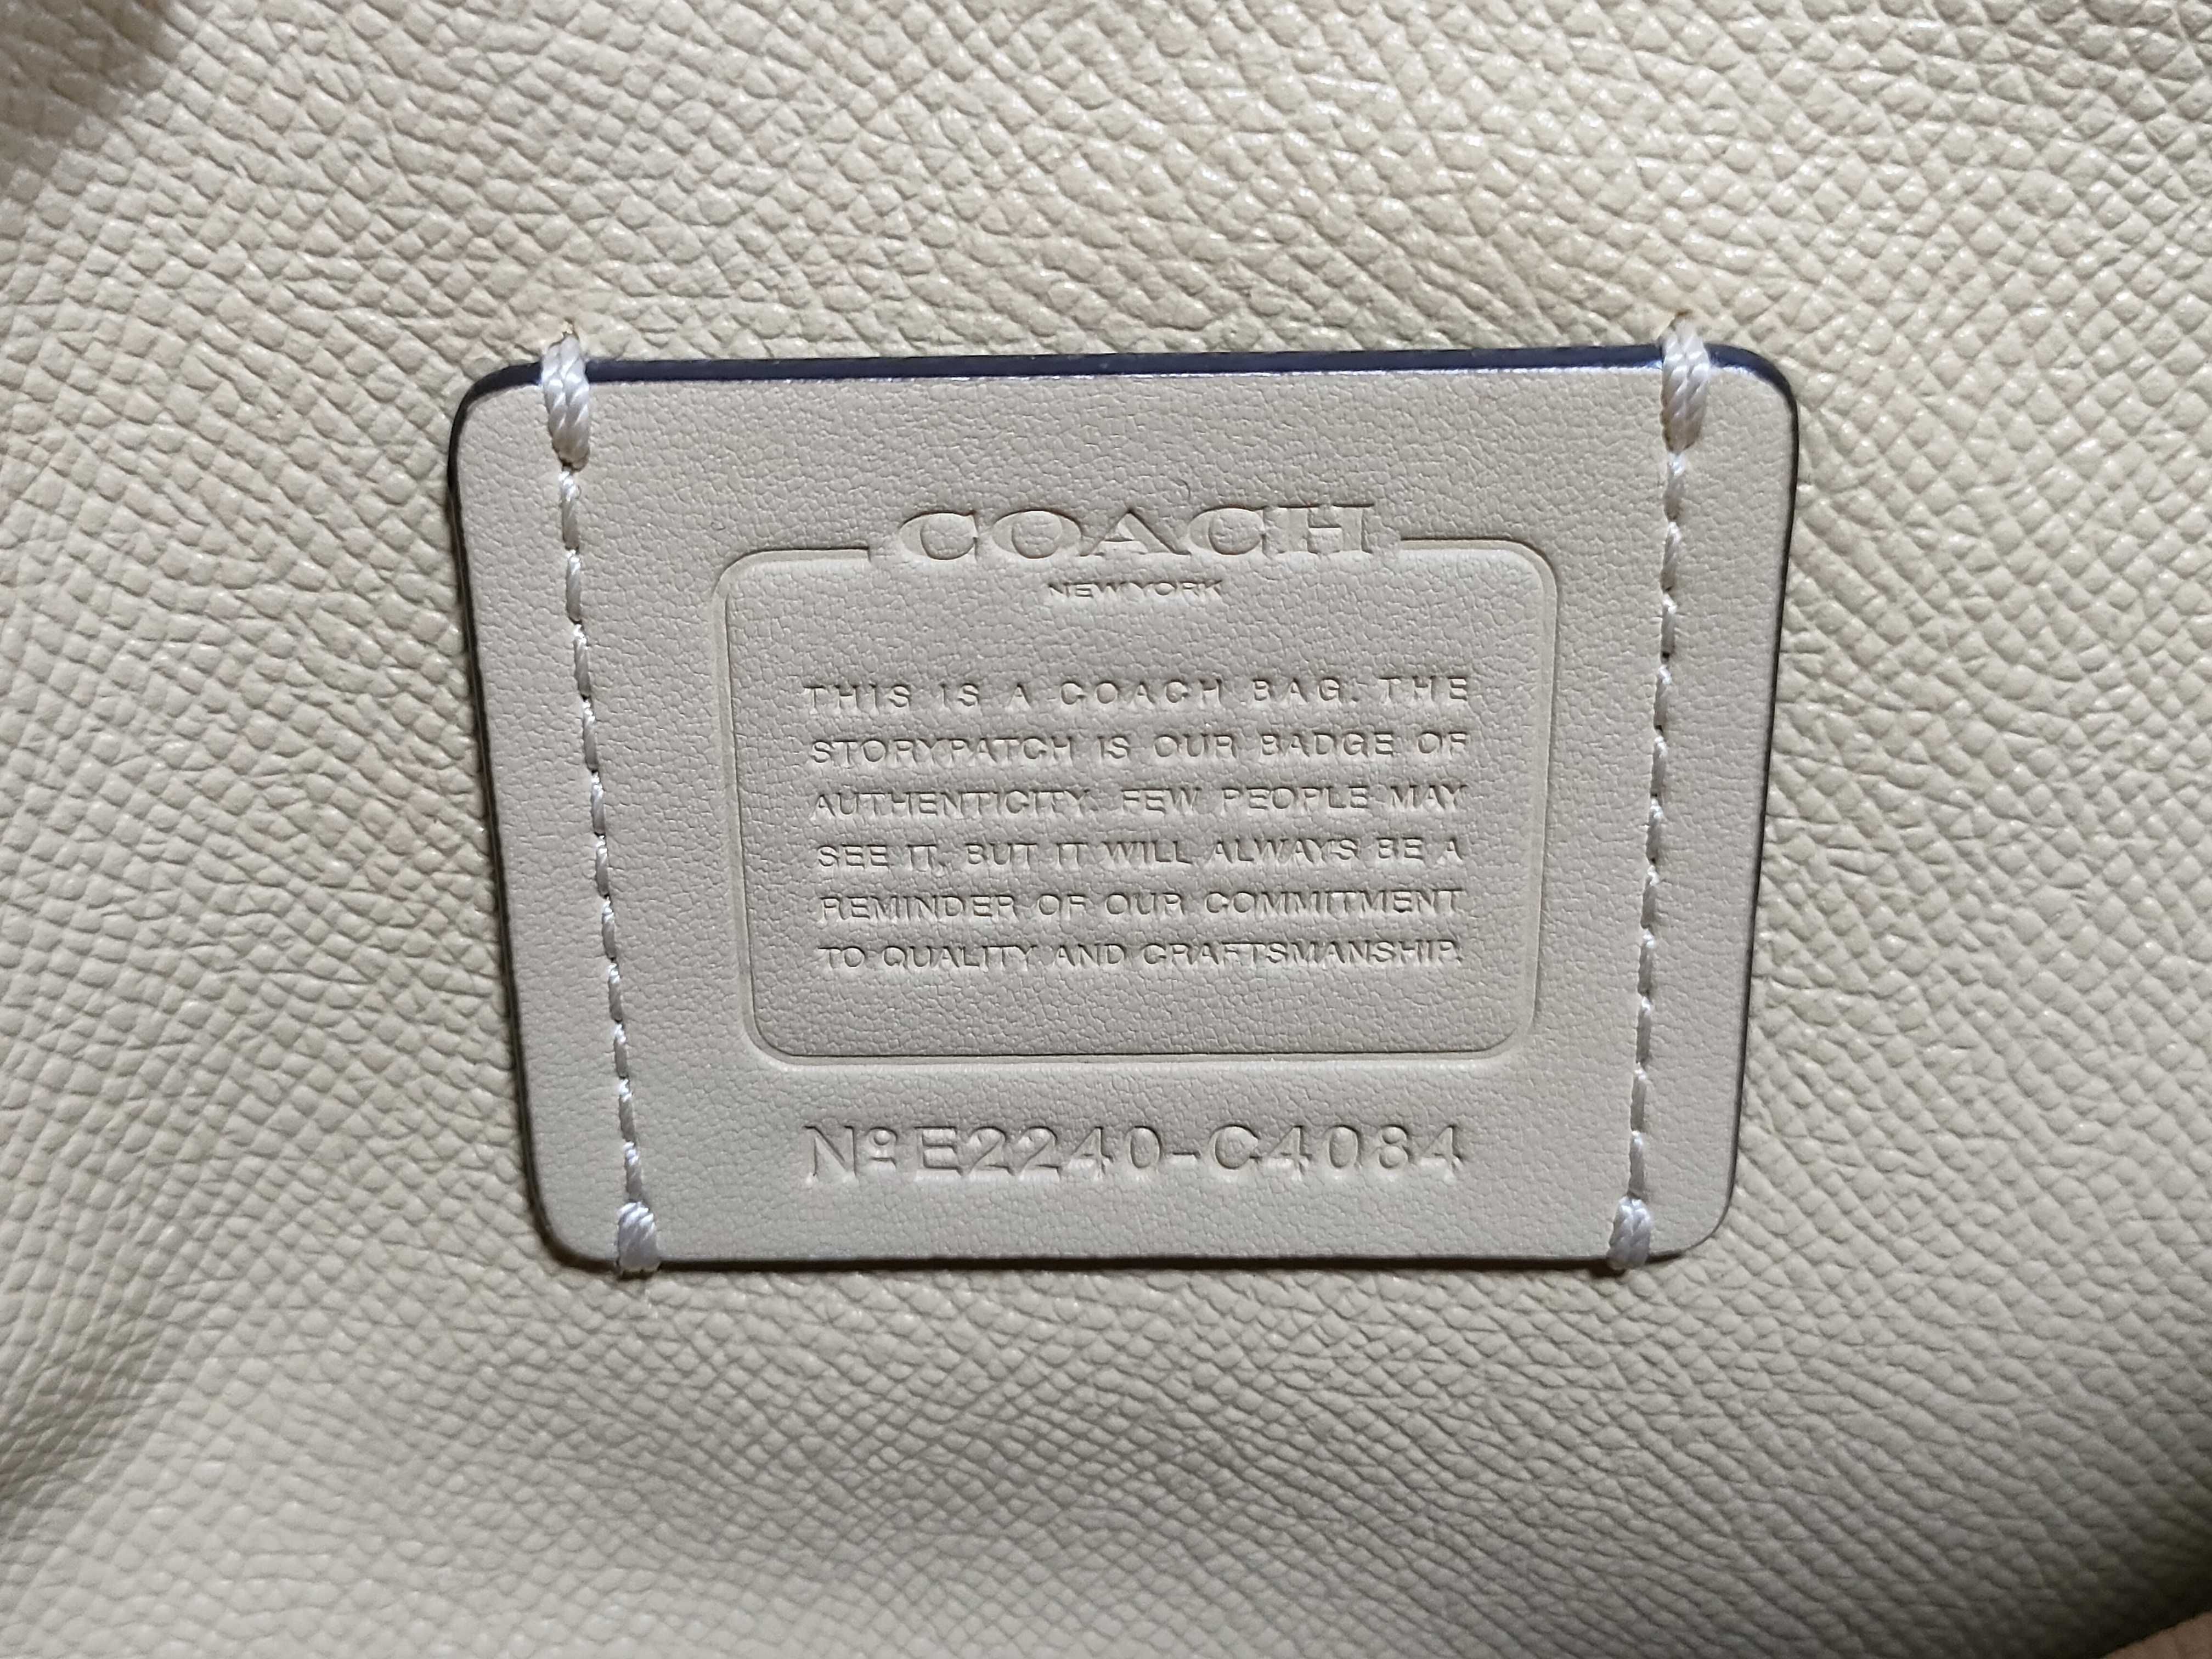 COACH
NEW YORK
THIS IS A COACH BAG. THE
STORYPATCH IS OUR BADGE OF
AUTHENTICITY. FEW PEOPLE MAY
SEE IT, BUT IT WILL ALWAYS BE A
REMINDER OF OUR COMMITMENT
TO QUALITY AND CRAFTSMANSHIP.
Nº E2240-C4084